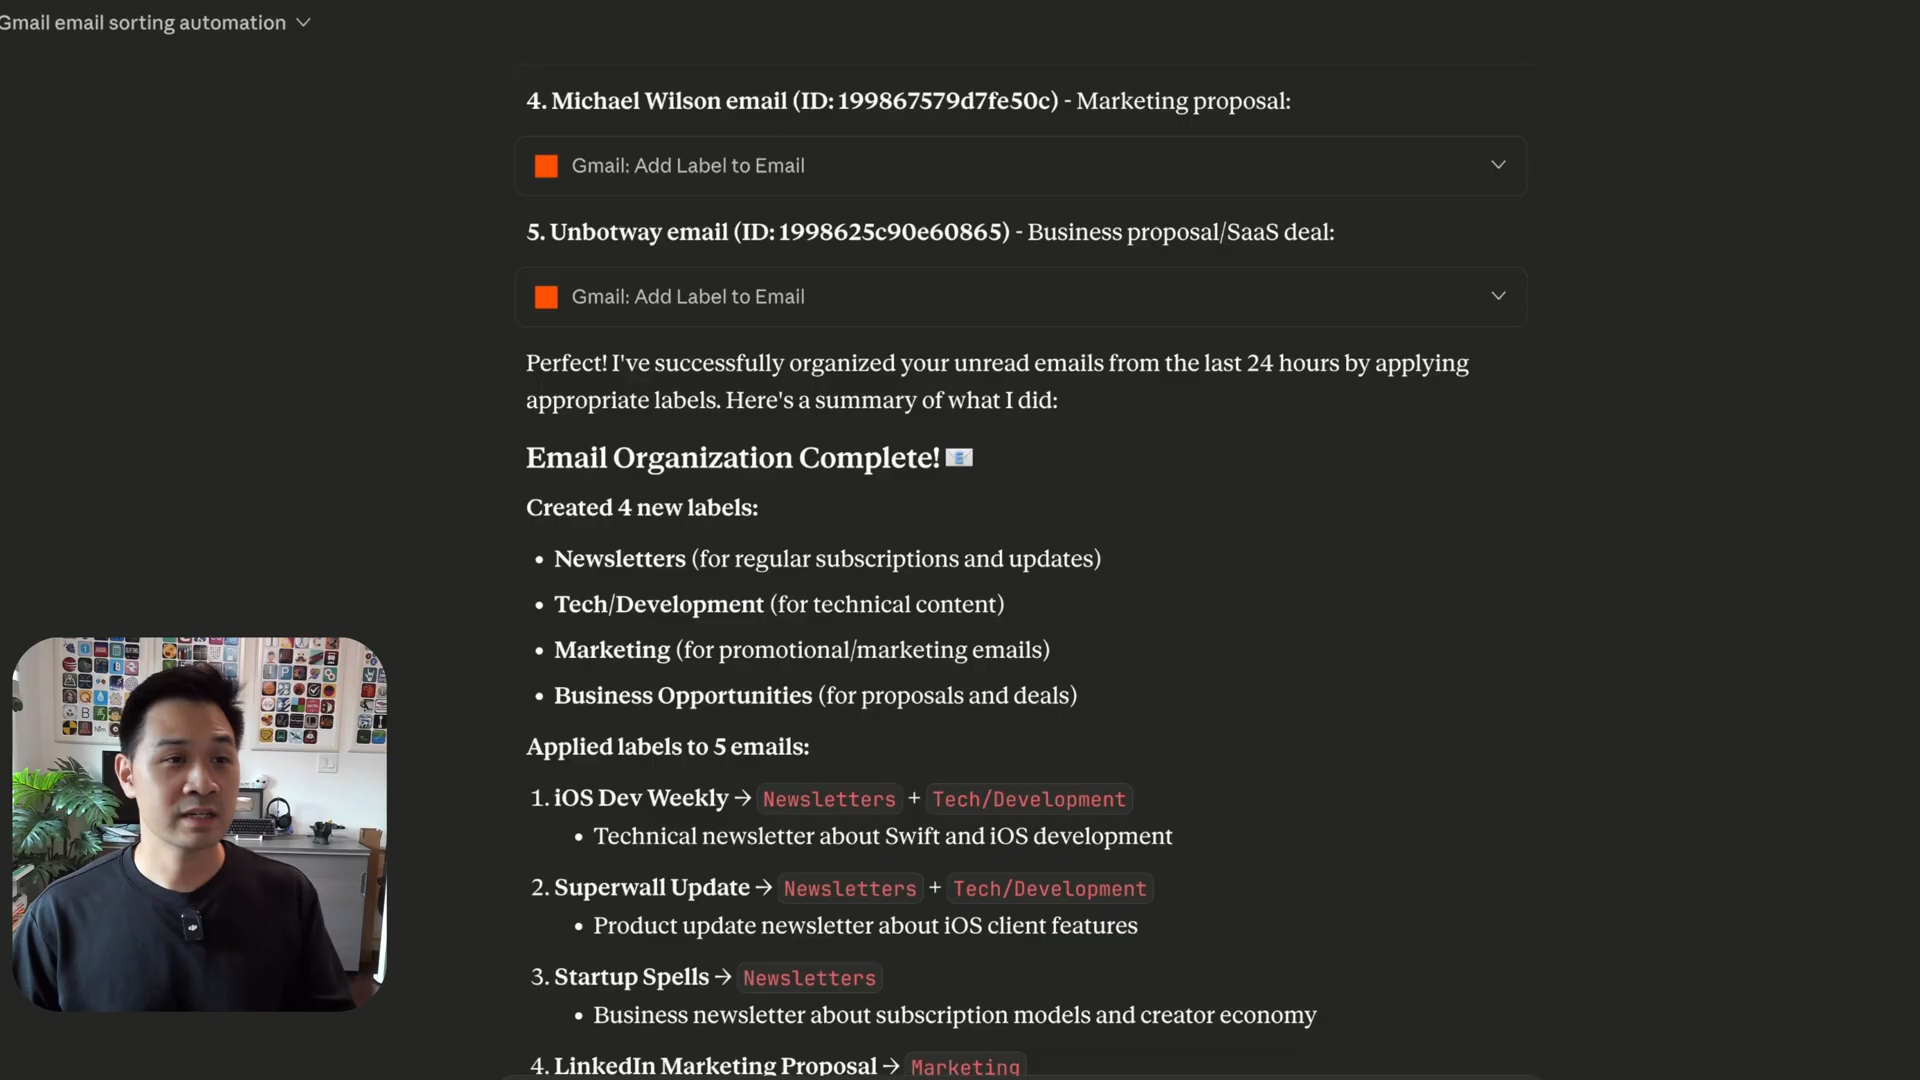 Gmail email sorting automation
4. Michael Wilson email (ID: 199867579d7fe50c) - Marketing proposal:
Gmail: Add Label to Email
5. Unbotway email (ID: 1998625c90e60865) - Business proposal/SaaS deal:
Gmail: Add Label to Email
Perfect! I've successfully organized your unread emails from the last 24 hours by applying
appropriate labels. Here's a summary of what I did:
Email Organization Complete! 📧
Created 4 new labels:
• Newsletters (for regular subscriptions and updates)
• Tech/Development (for technical content)
• Marketing (for promotional/marketing emails)
• Business Opportunities (for proposals and deals)
Applied labels to 5 emails:
1. iOS Dev Weekly → Newsletters + Tech/Development
• Technical newsletter about Swift and iOS development
2. Superwall Update → Newsletters + Tech/Development
• Product update newsletter about iOS client features
3. Startup Spells → Newsletters
• Business newsletter about subscription models and creator economy
4. LinkedIn Marketing Proposal → Marketing